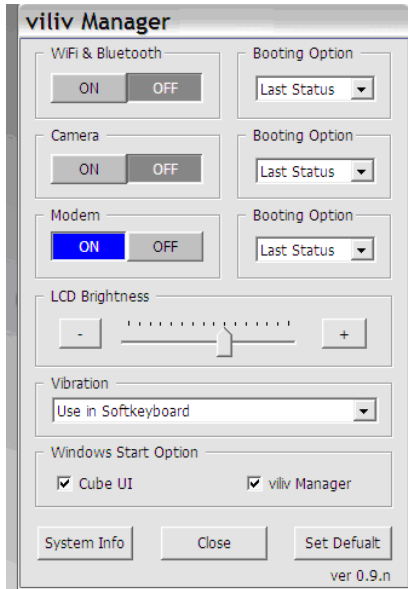 viliv Manager
WiFi & Bluetooth Booting Option
ON OFF Last Status
Camera Booting Option
ON OFF Last Status
Modem Booting Option
ON OFF Last Status
LCD Brightness
- +
Vibration
Use in Softkeyboard
Windows Start Option
Cube UI viliv Manager
System Info Close Set Defualt
ver 0.9.n